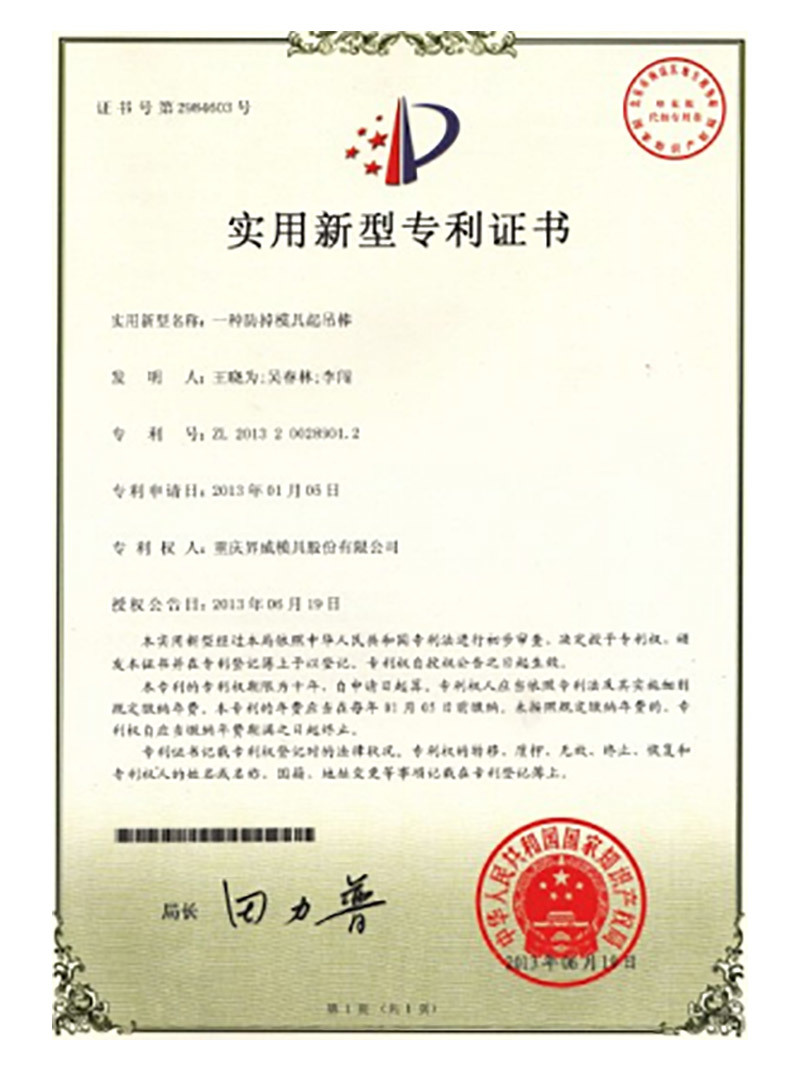 证书号第2984603号
实用新型专利证书
实用新型名称：一种防掉模具起吊棒
发 明 人：王晓为;吴春林;李闯
专 利 号：ZL 2013 2 0028901.2
专利申请日：2013年01月05日
专 利 权 人：重庆界威模具股份有限公司
授权公告日：2013年06月19日
本实用新型经过本局依照中华人民共和国专利法进行初步审查，决定授予专利权，颁
发本证书并在专利登记簿上予以登记。专利权自授权公告之日起生效。
本专利的专利权期限为十年，自申请日起算。专利权人应当依照专利法及其实施细则
规定缴纳年费。本专利的年费应当在每年01月05日前缴纳。未按照规定缴纳年费的，专
利权自应当缴纳年费期满之日起终止。
专利证书记载专利权登记时的法律状况。专利权的转移、质押、无效、终止、恢复和
专利权人的姓名或名称、国籍、地址变更等事项记载在专利登记簿上。
局长 田力普
中华人民共和国国家知识产权局
2013年06月19日
第1页（共1页）